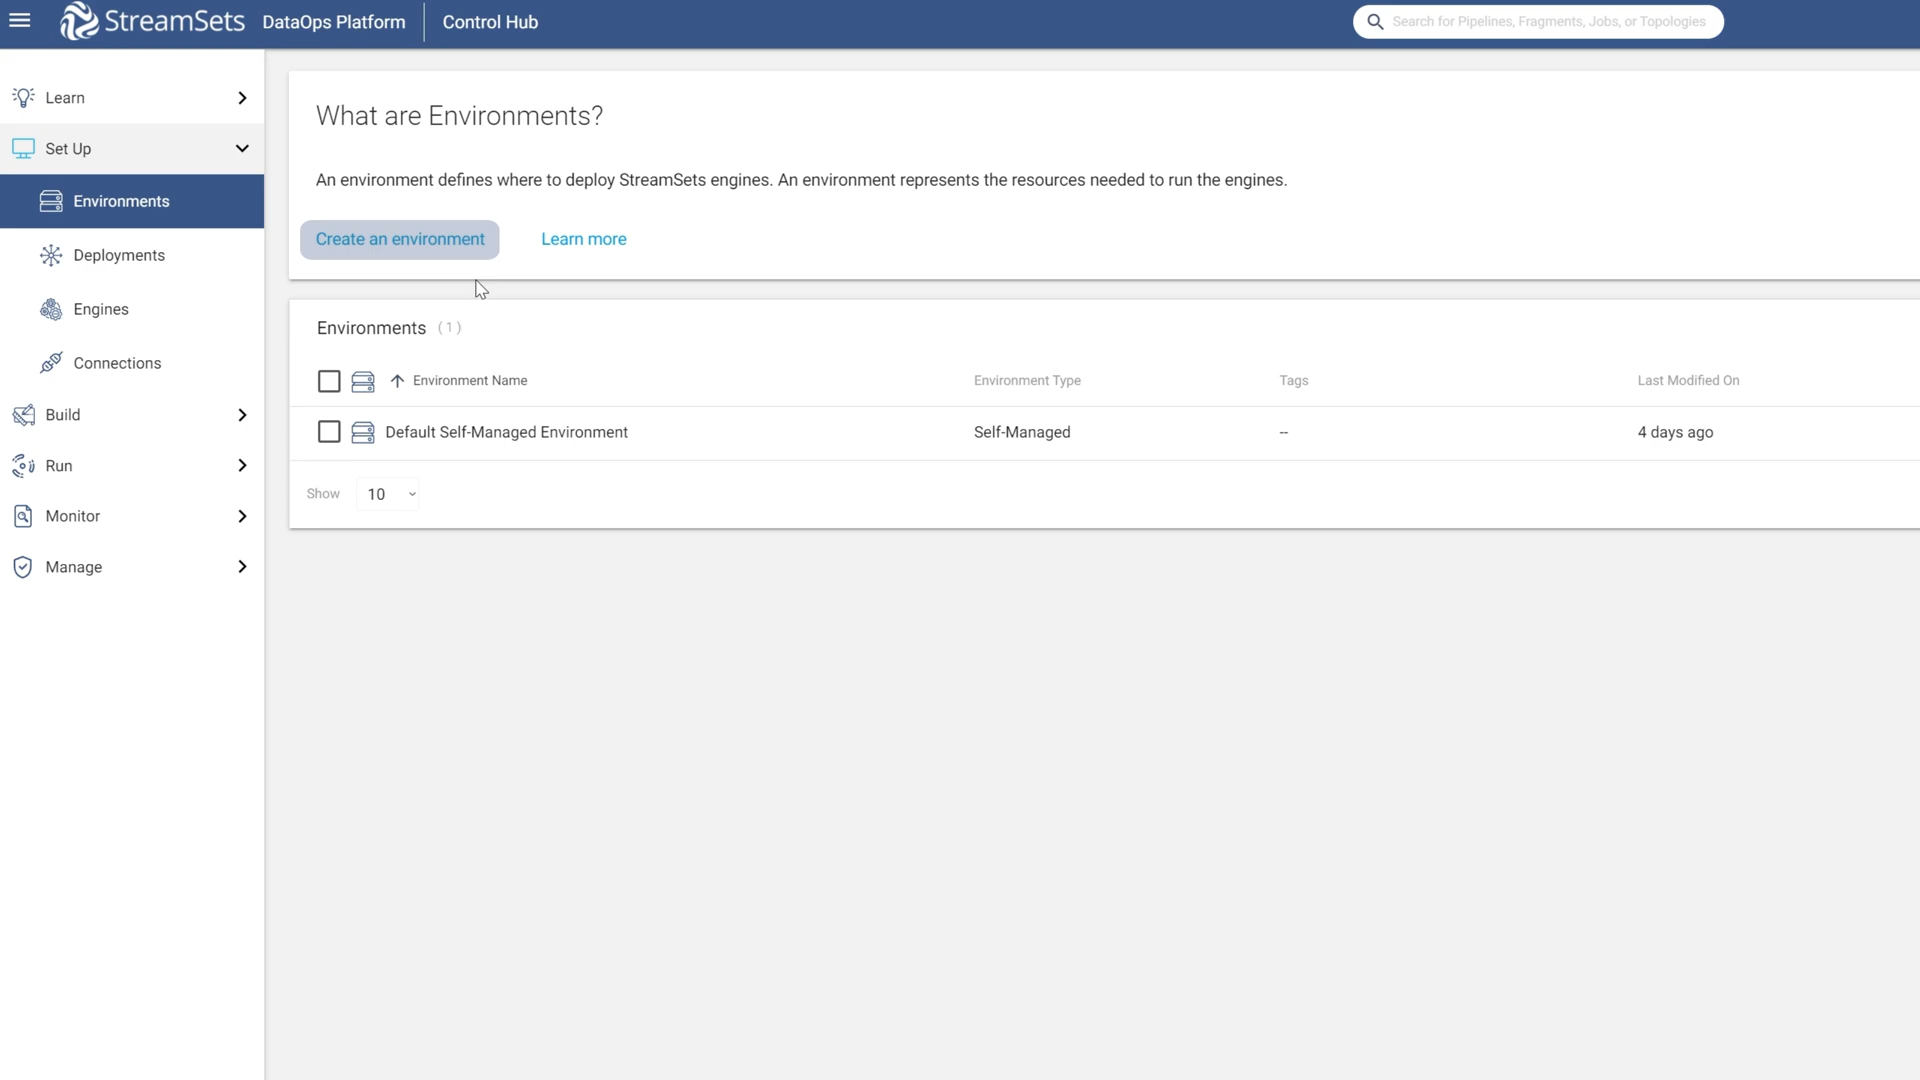 StreamSets DataOps Platform Control Hub Search for Pipelines, Fragments, Jobs, or Topologies
Learn
Set Up
Environments
Deployments
Engines
Connections
Build
Run
Monitor
Manage
What are Environments?
An environment defines where to deploy StreamSets engines. An environment represents the resources needed to run the engines.
Create an environment Learn more
Environments (1)
Environment Name Environment Type Tags Last Modified On
Default Self-Managed Environment Self-Managed -- 4 days ago
Show 10